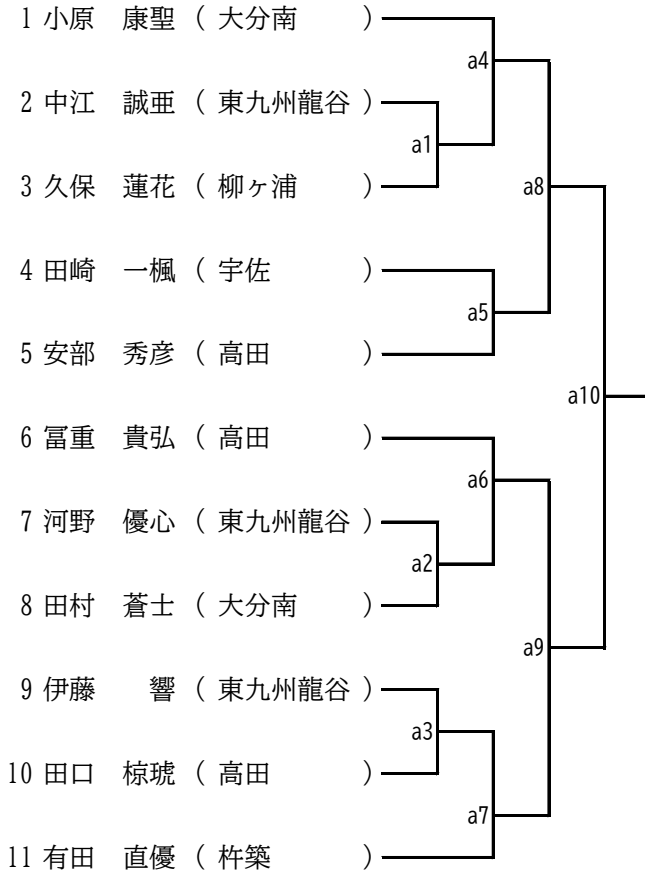 1 小原 康聖 ( 大分南 )
a4
2 中江 誠亜 ( 東九州龍谷 )
a1
3 久保 蓮花 ( 柳ヶ浦 )
a8
4 田崎 一楓 ( 宇佐 )
a5
5 安部 秀彦 ( 高田 )
a10
6 冨重 貴弘 ( 高田 )
a6
7 河野 優心 ( 東九州龍谷 )
a2
8 田村 蒼士 ( 大分南 )
a9
9 伊藤 響 ( 東九州龍谷 )
a3
10 田口 椋琥 ( 高田 )
a7
11 有田 直優 ( 杵築 )